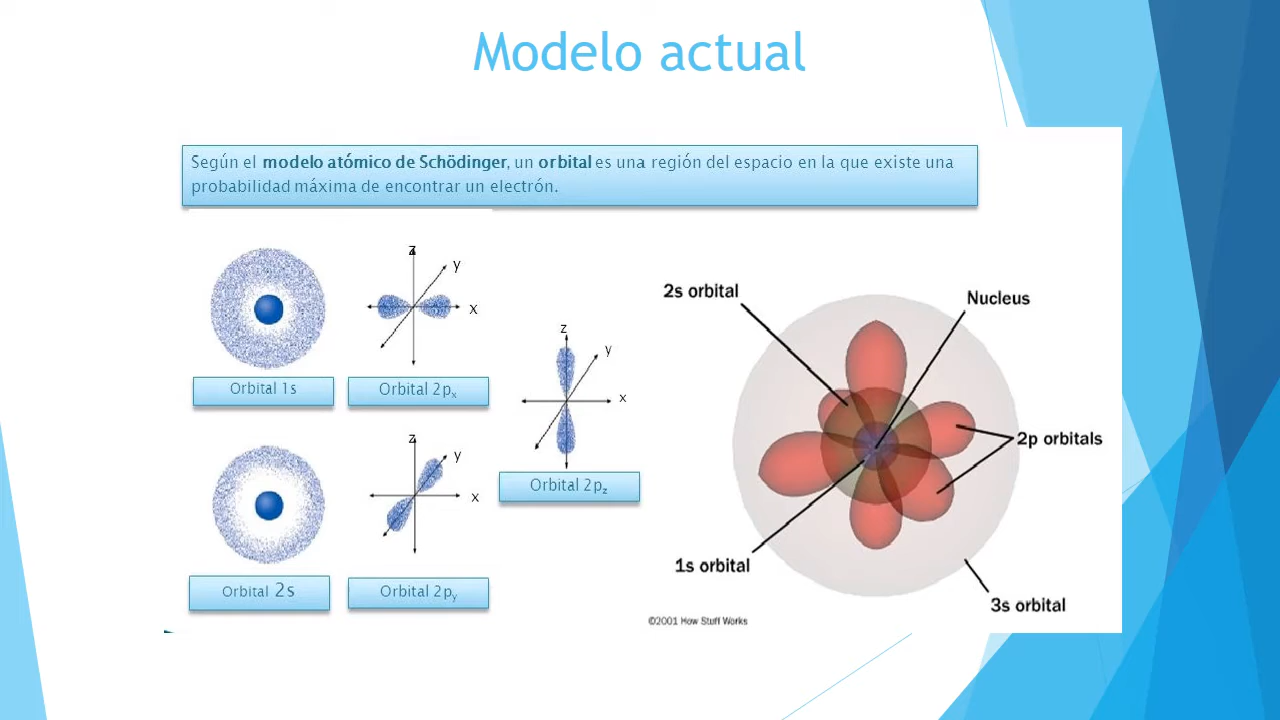 Modelo actual
Según el modelo atómico de Schödinger, un orbital es una región del espacio en la que existe una
probabilidad máxima de encontrar un electrón.
z
y
x
Orbital 1s
Orbital 2px
z
y
x
Orbital 2s
Orbital 2py
z
y
x
Orbital 2pz
2s orbital
Nucleus
2p orbitals
1s orbital
3s orbital
©2001 How Stuff Works